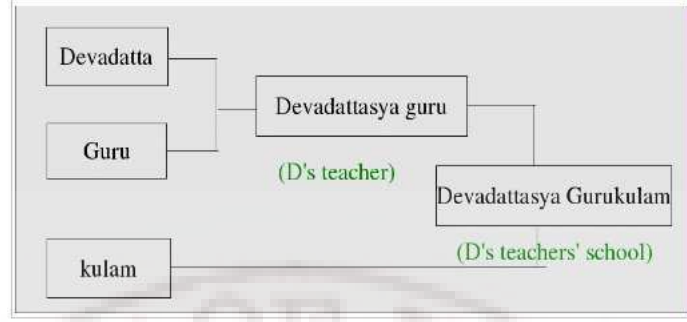 Devadatta
Guru
Devadattasya guru
(D's teacher)
Devadattasya Gurukulam
(D's teachers' school)
kulam